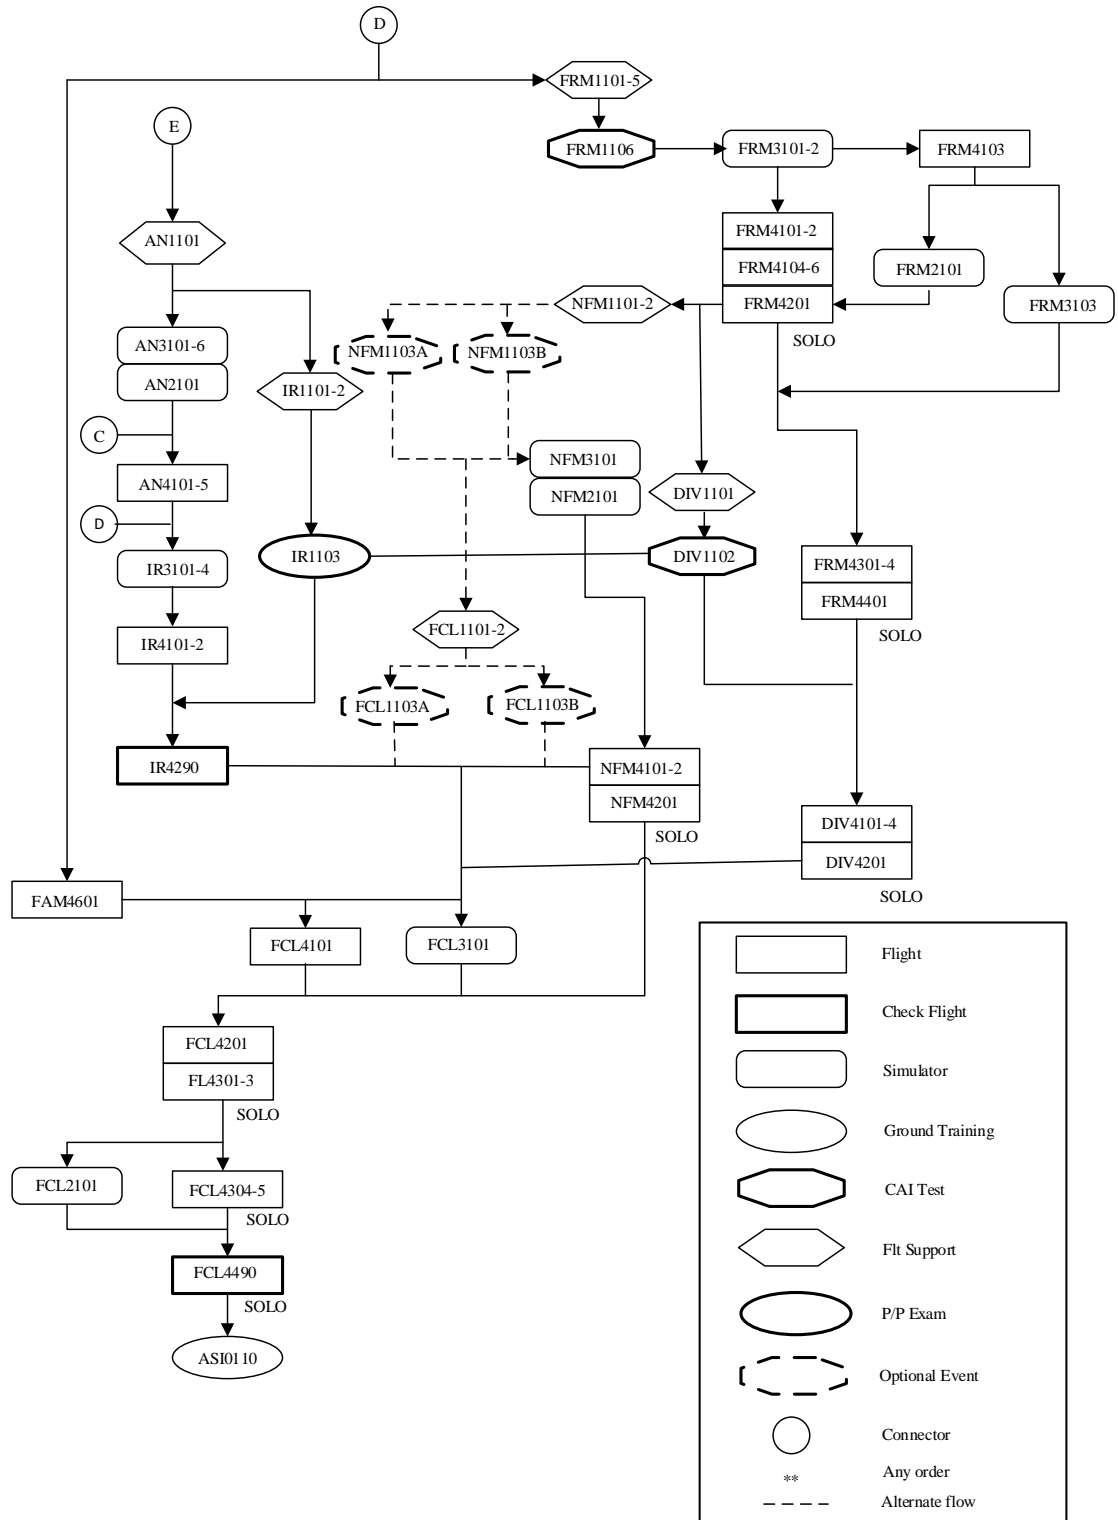 D
FRM1101-5
E
FRM1106
FRM3101-2
FRM4103
AN1101
FRM4101-2
FRM4104-6
FRM2101
FRM4201
NFM1101-2
FRM3103
SOLO
AN3101-6
NFM1103A
NFM1103B
AN2101
IR1101-2
C
NFM3101
AN4101-5
NFM2101
DIV1101
D
IR3101-4
IR1103
DIV1102
FRM4301-4
FRM4401
SOLO
IR4101-2
FCL1101-2
FCL1103A
FCL1103B
IR4290
NFM4101-2
NFM4201
SOLO
DIV4101-4
DIV4201
SOLO
FAM4601
FCL4101
FCL3101
FCL4201
FL4301-3
SOLO
FCL2101
FCL4304-5
SOLO
FCL4490
SOLO
ASI0110
Flight
Check Flight
Simulator
Ground Training
CAI Test
Flt Support
P/P Exam
Optional Event
Connector
** Any order
Alternate flow